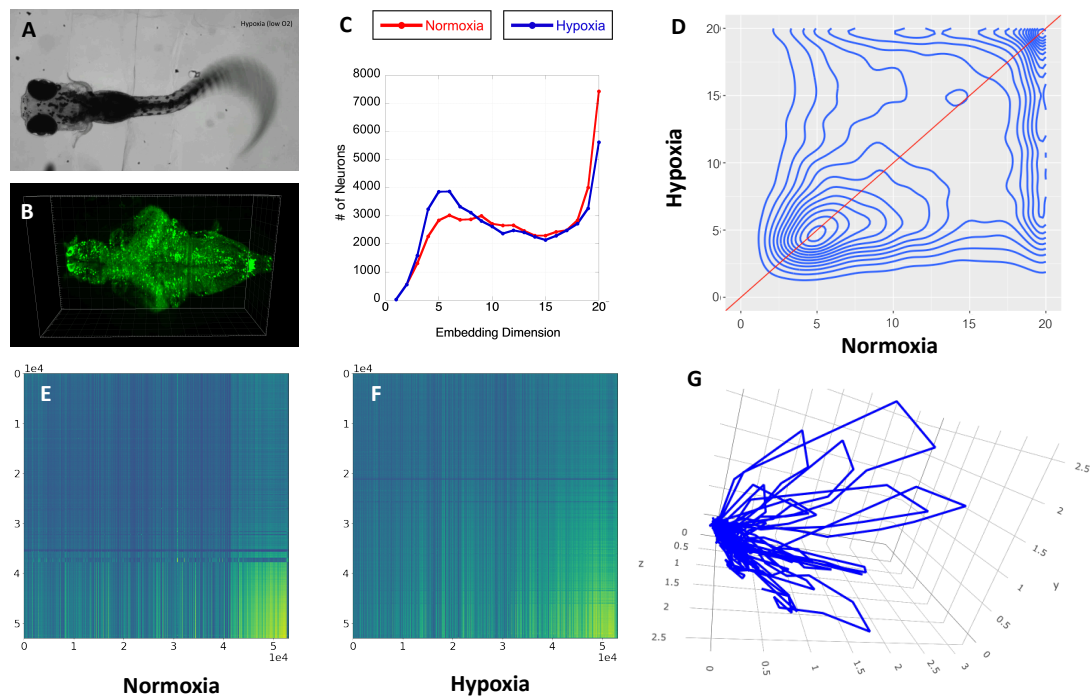 A
Hypoxia (low O2)
B
C
Normoxia
Hypoxia
# of Neurons
8000
7000
6000
5000
4000
3000
2000
1000
0
0 5 10 15 20
Embedding Dimension
D
Hypoxia
20
15
10
5
0
0 5 10 15 20
Normoxia
E
1e4
0
1
2
3
4
5
0 1 2 3 4 5
1e4
Normoxia
F
1e4
0
1
2
3
4
5
0 1 2 3 4 5
1e4
Hypoxia
G
z
0
0.5
1
1.5
2
2.5
0 0.5 1 1.5 2 2.5 3
2.5
2
1.5
1
0.5
0
y